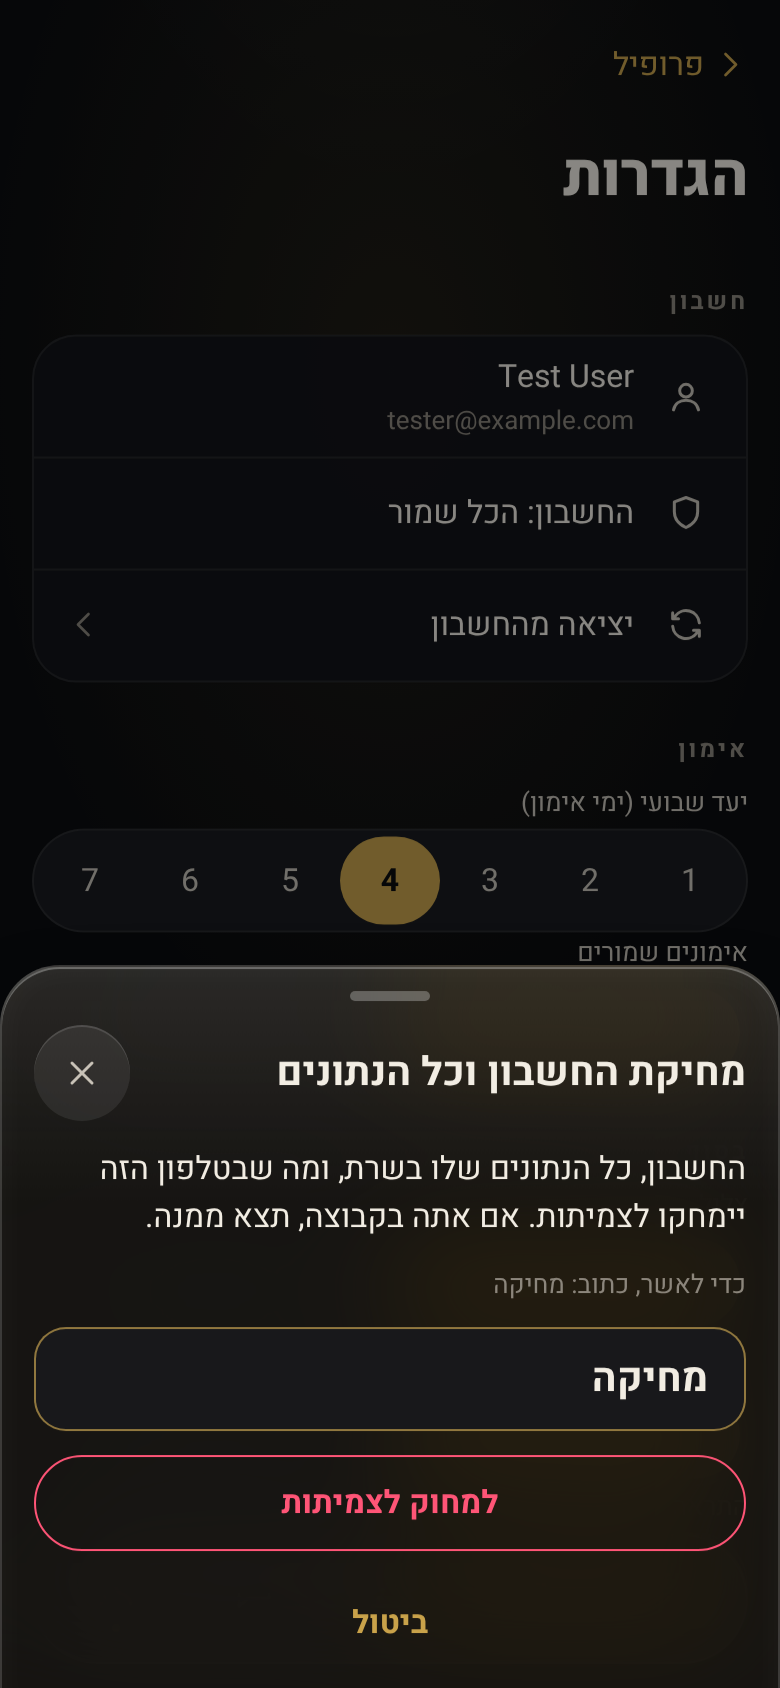 פרופיל
הגדרות
חשבון
Test User
tester@example.com
החשבון: הכל שמור
יציאה מהחשבון
אימון
יעד שבועי (ימי אימון)
1 2 3 4 5 6 7
אימונים שמורים
מחיקת החשבון וכל הנתונים
החשבון, כל הנתונים שלו בשרת, ומה שבטלפון הזה
יימחקו לצמיתות. אם אתה בקבוצה, תצא ממנה.
כדי לאשר, כתוב: מחיקה
מחיקה
למחוק לצמיתות
ביטול